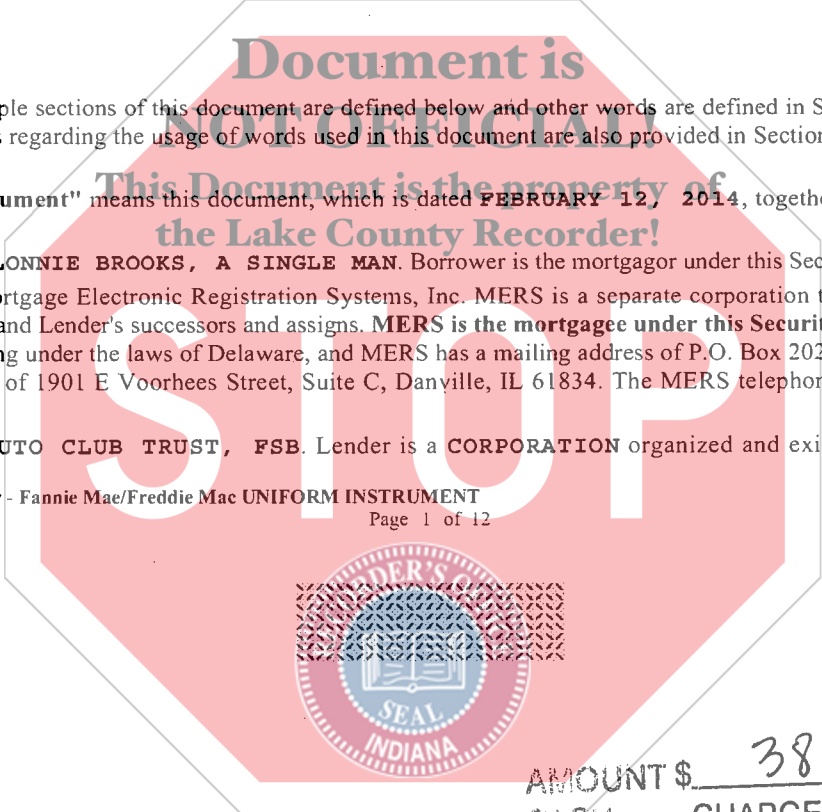 Document is
ple sections of this document are defined below and other words are defined in S
NOT OFFICIAL!
regarding the usage of words used in this document are also provided in Section
This Document is the property of
ument" means this document, which is dated FEBRUARY 12, 2014, togethe
the Lake County Recorder!
LONNIE BROOKS, A SINGLE MAN. Borrower is the mortgagor under this Sec
rtgage Electronic Registration Systems, Inc. MERS is a separate corporation t
and Lender's successors and assigns. MERS is the mortgagee under this Securit
ng under the laws of Delaware, and MERS has a mailing address of P.O. Box 202
of 1901 E Voorhees Street, Suite C, Danville, IL 61834. The MERS telephon
STOP
UTO CLUB TRUST, FSB. Lender is a CORPORATION organized and exi
- Fannie Mae/Freddie Mac UNIFORM INSTRUMENT
Page 1 of 12
RECORDER'S OFFICE
SEAL
INDIANA
AMOUNT $ 38